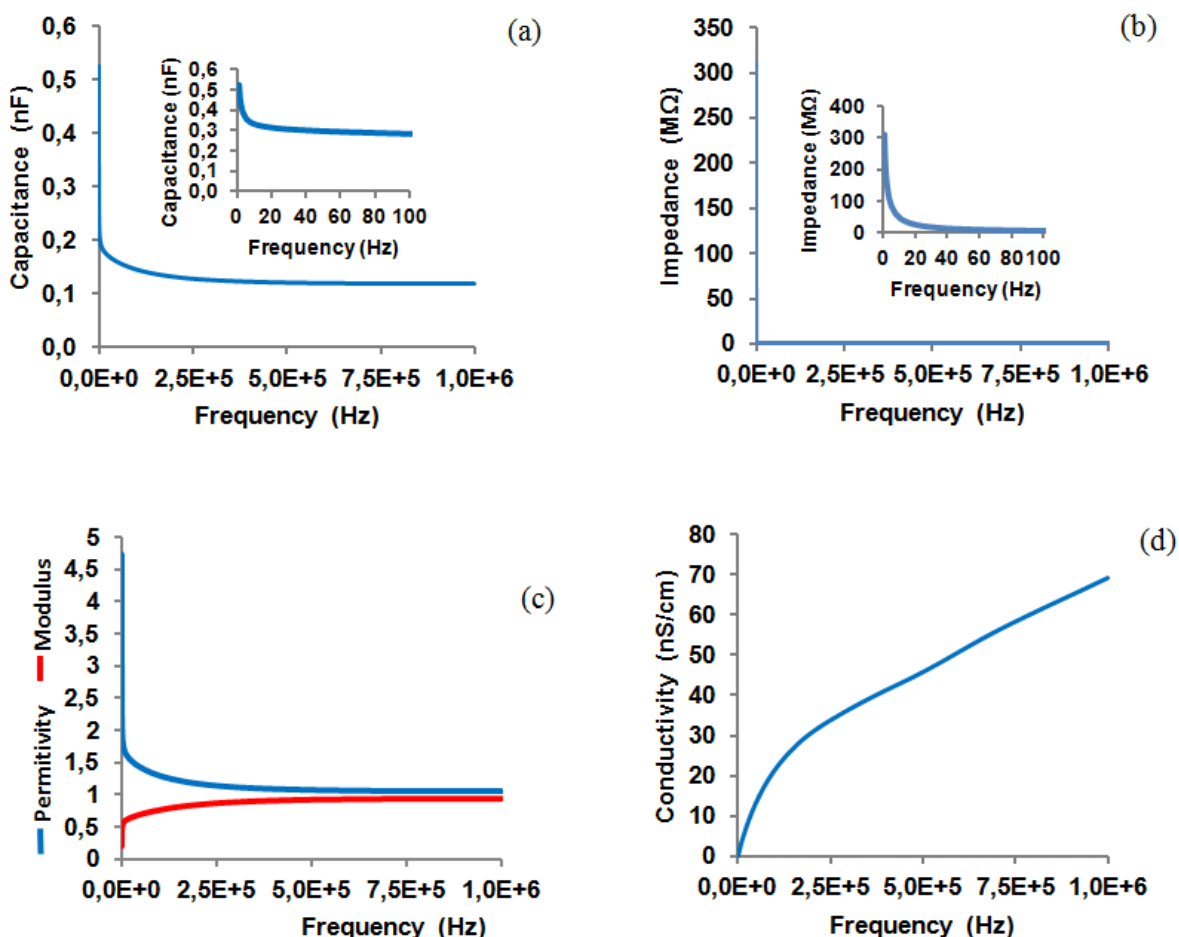 (a)
Capacitance (nF)
0,6
0,5
0,4
0,3
0,2
0,1
0,0
0,0E+0 2,5E+5 5,0E+5 7,5E+5 1,0E+6
Frequency (Hz)
Capacitance (nF)
0,6
0,5
0,4
0,3
0,2
0,1
0,0
0 20 40 60 80 100
Frequency (Hz)
(b)
Impedance (MΩ)
350
300
250
200
150
100
50
0
0,0E+0 2,5E+5 5,0E+5 7,5E+5 1,0E+6
Frequency (Hz)
Impedance (MΩ)
400
300
200
100
0
0 20 40 60 80 100
Frequency (Hz)
(c)
Permitivity Modulus
5
4,5
4
3,5
3
2,5
2
1,5
1
0,5
0
0,0E+0 2,5E+5 5,0E+5 7,5E+5 1,0E+6
Frequency (Hz)
(d)
Conductivity (nS/cm)
80
70
60
50
40
30
20
10
0
0,0E+0 2,5E+5 5,0E+5 7,5E+5 1,0E+6
Frequency (Hz)